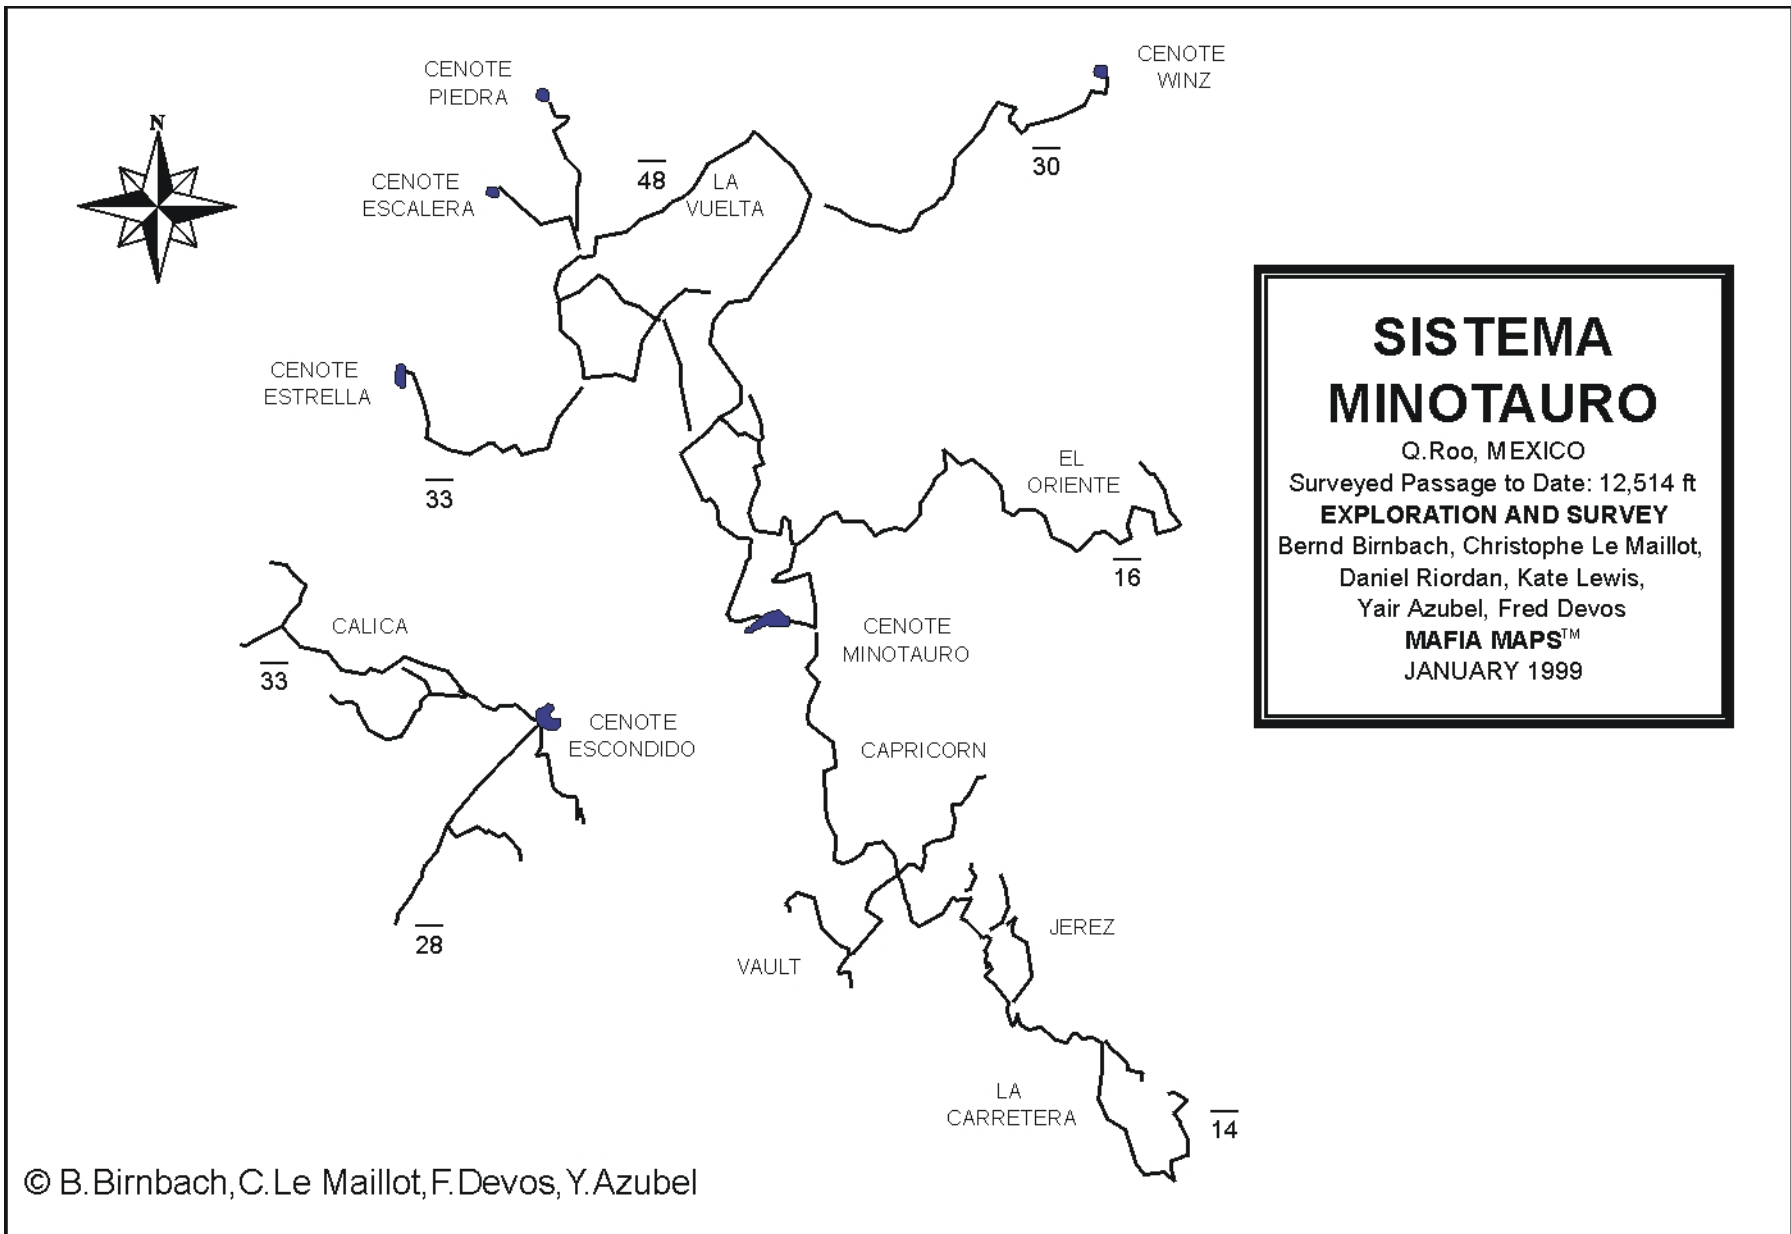 CENOTE
PIEDRA
CENOTE
WINZ
N
CENOTE
ESCALERA
48
LA
VUELTA
30
CENOTE
ESTRELLA
33
EL
ORIENTE
16
SISTEMA
MINOTAURO
Q.Roo, MEXICO
Surveyed Passage to Date: 12,514 ft
EXPLORATION AND SURVEY
Bernd Birnbach, Christophe Le Maillot,
Daniel Riordan, Kate Lewis,
Yair Azubel, Fred Devos
MAFIA MAPS™
JANUARY 1999
CALICA
33
CENOTE
MINOTAURO
CENOTE
ESCONDIDO
CAPRICORN
28
VAULT
JEREZ
LA
CARRETERA
14
© B.Birnbach,C.Le Maillot,F.Devos,Y.Azubel